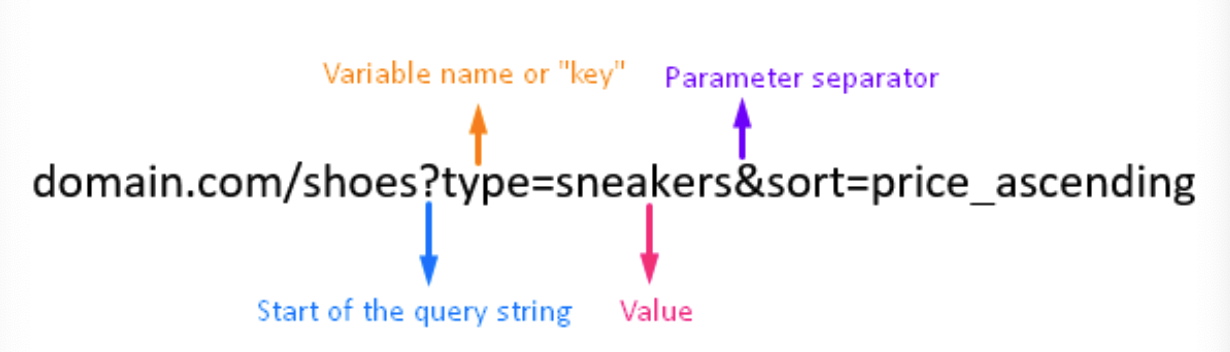 Variable name or "key"
Parameter separator
domain.com/shoes?type=sneakers&sort=price_ascending
Start of the query string
Value